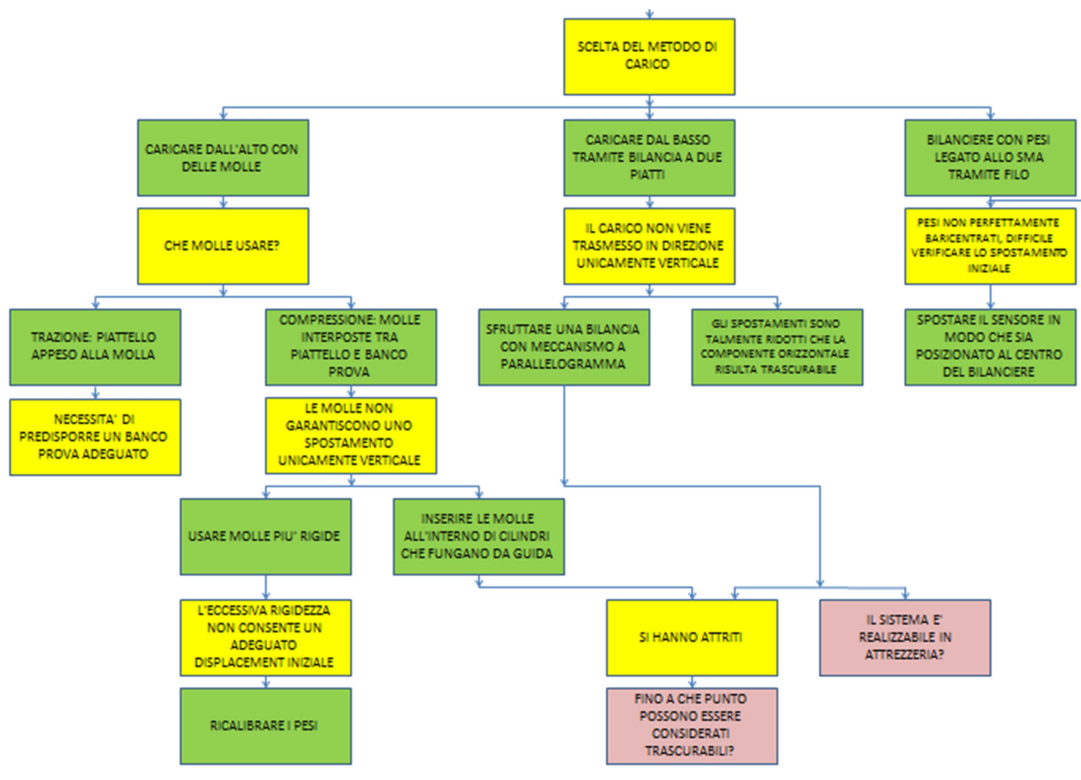 SCELTA DEL METODO DI
CARICO
CARICARE DALL'ALTO CON
DELLE MOLLE
CARICARE DAL BASSO
TRAMITE BILANCIA A DUE
PIATTI
BILANCIERE CON PESI
LEGATO ALLO SMA
TRAMITE FILO
CHE MOLLE USARE?
IL CARICO NON VIENE
TRASMESSO IN DIREZIONE
UNICAMENTE VERTICALE
PESI NON PERFETTAMENTE
BARICENTRATI, DIFFICILE
VERIFICARE LO SPOSTAMENTO
INIZIALE
TRAZIONE: PIATTELLO
APPESO ALLA MOLLA
COMPRESSIONE: MOLLE
INTERPOSTE TRA
PIATTELLO E BANCO
PROVA
SFRUTTARE UNA BILANCIA
CON MECCANISMO A
PARALLELOGRAMMA
GLI SPOSTAMENTI SONO
TALMENTE RIDOTTI CHE LA
COMPONENTE ORIZZONTALE
RISULTA TRASCURABILE
SPOSTARE IL SENSORE IN
MODO CHE SIA
POSIZIONATO AL CENTRO
DEL BILANCIERE
NECESSITA' DI
PREDISPORRE UN BANCO
PROVA ADEGUATO
LE MOLLE NON
GARANTISCONO UNO
SPOSTAMENTO
UNICAMENTE VERTICALE
USARE MOLLE PIU' RIGIDE
INSERIRE LE MOLLE
ALL'INTERNO DI CILINDRI
CHE FUNGANO DA GUIDA
L'ECCESSIVA RIGIDEZZA
NON CONSENTE UN
ADEGUATO
DISPLACEMENT INIZIALE
SI HANNO ATTRITI
IL SISTEMA E'
REALIZZABILE IN
ATTREZZERIA?
RICALIBRARE I PESI
FINO A CHE PUNTO
POSSONO ESSERE
CONSIDERATI
TRASCURABILI?